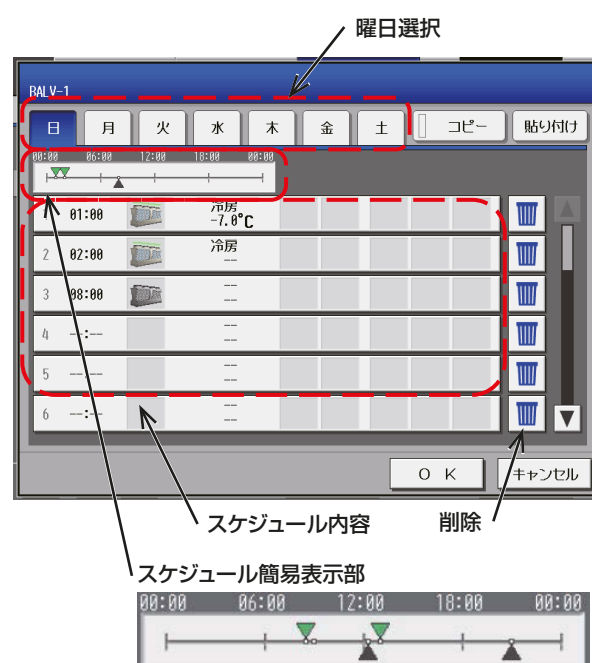 曜日選択
BALV-1
日 月 火 水 木 金 土 コピー 貼り付け
00:00 06:00 12:00 18:00 00:00
01:00 冷房
-7.0°C
2 02:00 冷房
--
3 08:00 --
--
4 --:-- --
--
5 ----- --
--
6 --:-- --
--
OK キャンセル
スケジュール内容 削除
スケジュール簡易表示部
00:00 06:00 12:00 18:00 00:00